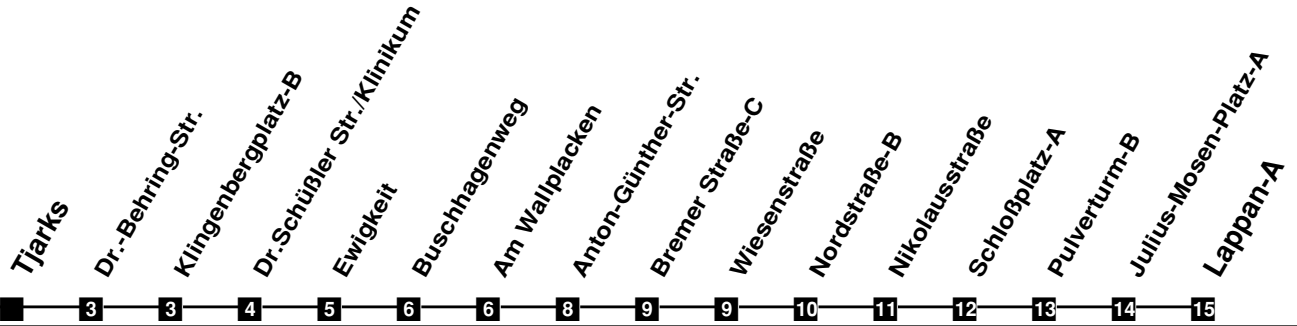 Tjarks
Dr.-Behring-Str.
Klingenbergplatz-B
Dr.Schüßler Str./Klinikum
Ewigkeit
Buschhagenweg
Am Wallplacken
Anton-Günther-Str.
Bremer Straße-C
Wiesenstraße
Nordstraße-B
Nikolausstraße
Schloßplatz-A
Pulverturm-B
Julius-Mosen-Platz-A
Lappan-A
3 3 4 5 6 6 8 9 9 10 11 12 13 14 15